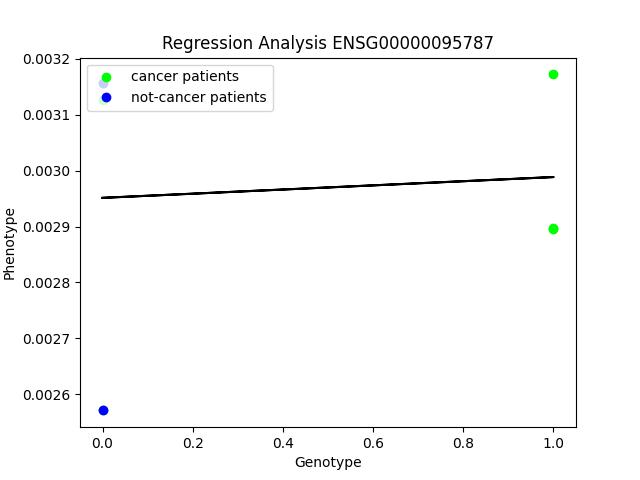 Regression Analysis ENSG00000095787
cancer patients
not-cancer patients
0.0032
0.0031
0.0030
0.0029
0.0028
0.0027
0.0026
Phenotype
0.0 0.2 0.4 0.6 0.8 1.0
Genotype